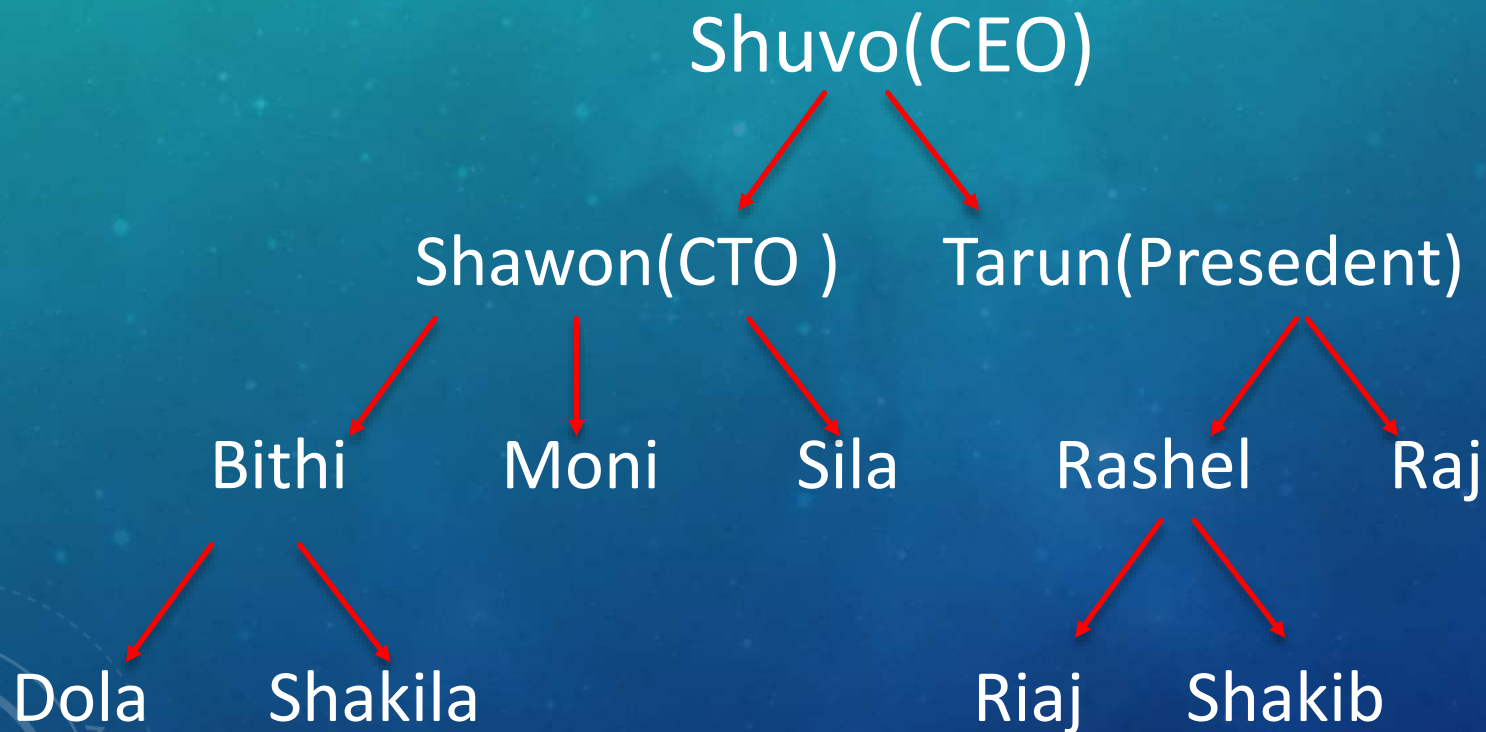 Shuvo(CEO)
Shawon(CTO ) Tarun(Presedent)
Bithi Moni Sila Rashel Raj
Dola Shakila Riaj Shakib